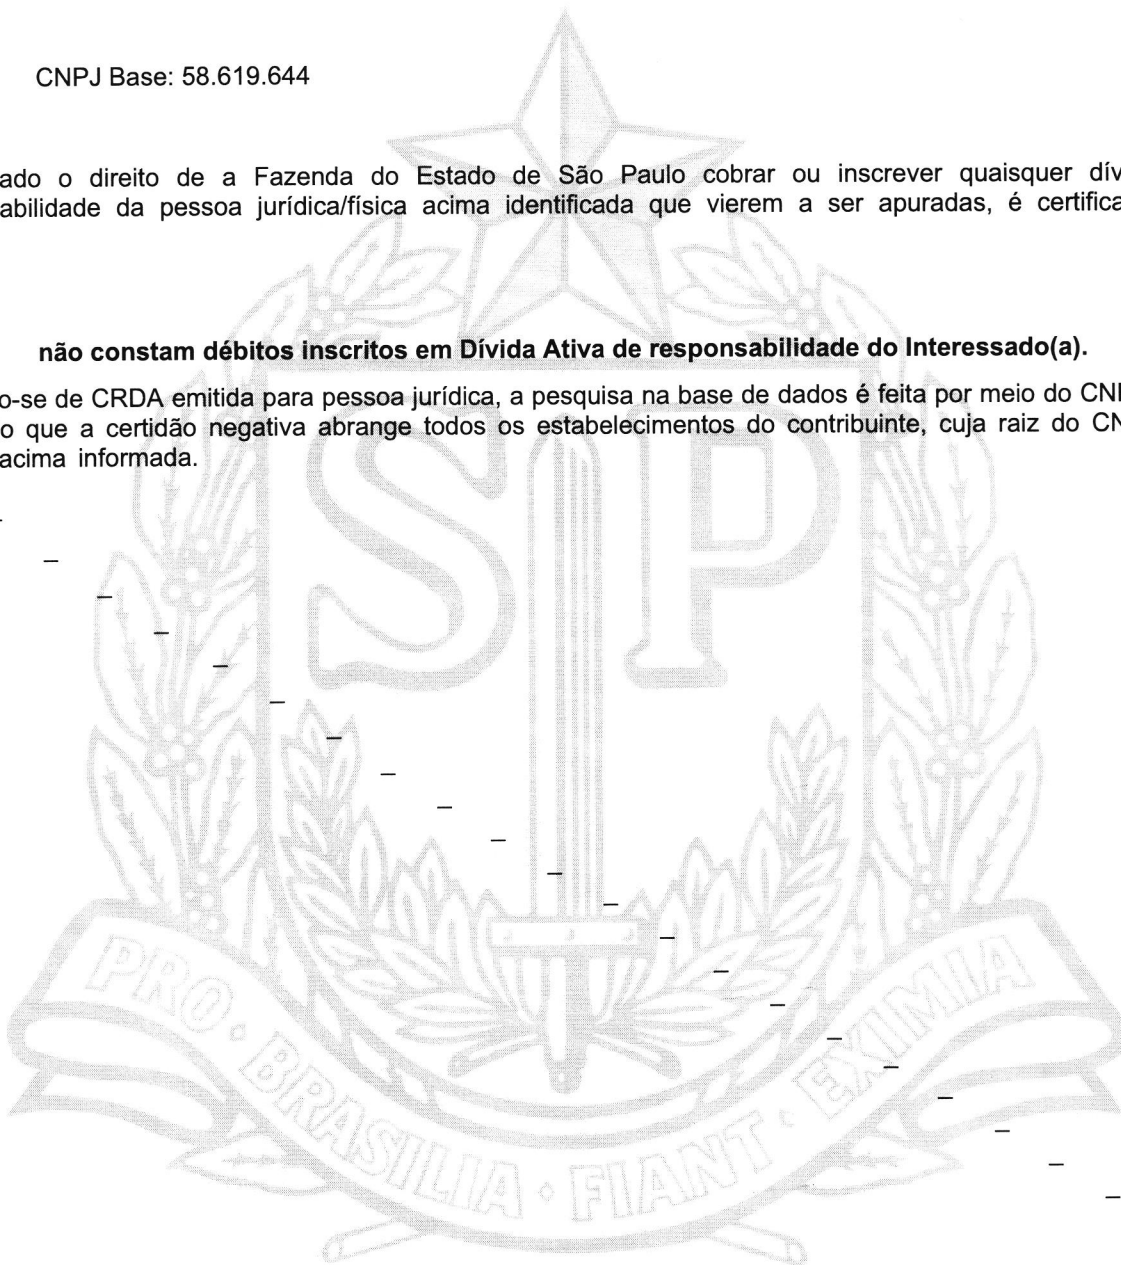 CNPJ Base: 58.619.644
ado o direito de a Fazenda do Estado de São Paulo cobrar ou inscrever quaisquer dív
abilidade da pessoa jurídica/física acima identificada que vierem a ser apuradas, é certifica
não constam débitos inscritos em Dívida Ativa de responsabilidade do Interessado(a).
o-se de CRDA emitida para pessoa jurídica, a pesquisa na base de dados é feita por meio do CN
o que a certidão negativa abrange todos os estabelecimentos do contribuinte, cuja raiz do CN
acima informada.
SP
PRO · BRASILIA · FIANT · EXIMIA